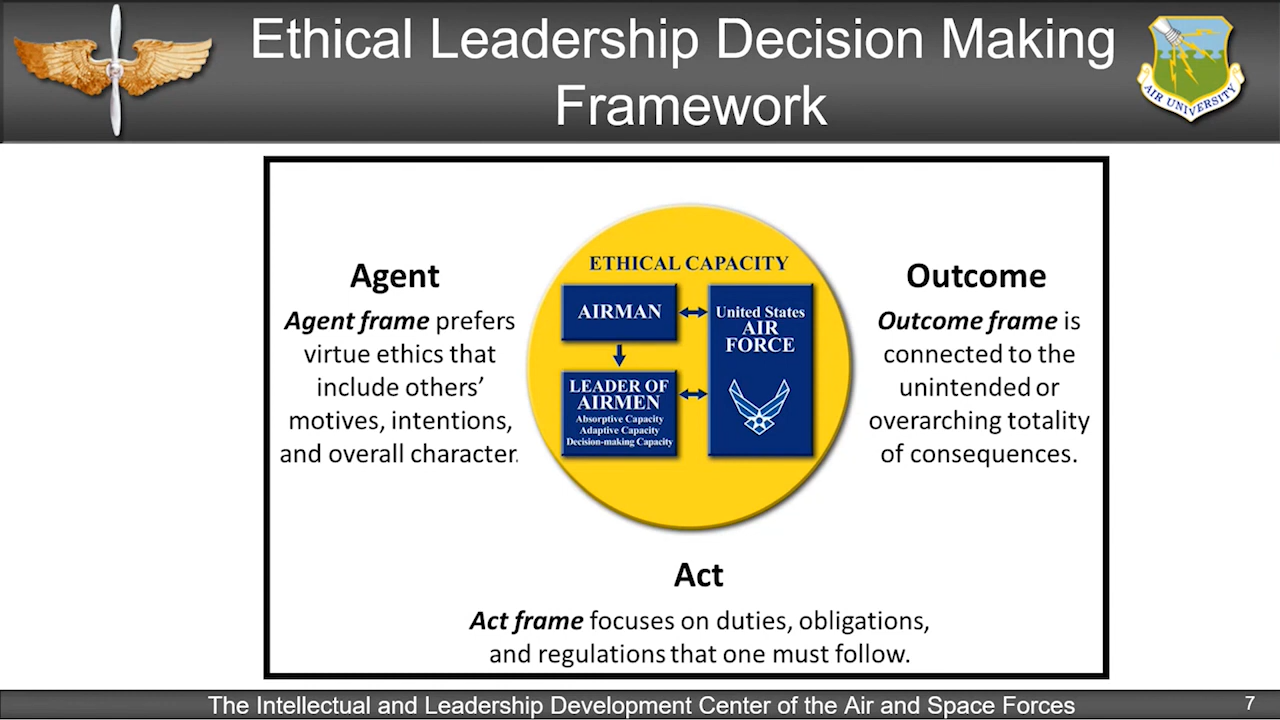 Ethical Leadership Decision Making
Framework
AIR UNIVERSITY
Agent
Agent frame prefers
virtue ethics that
include others’
motives, intentions,
and overall character.
ETHICAL CAPACITY
AIRMAN
LEADER OF
AIRMEN
Absorptive Capacity
Adaptive Capacity
Decision-making Capacity
United States
AIR
FORCE
Outcome
Outcome frame is
connected to the
unintended or
overarching totality
of consequences.
Act
Act frame focuses on duties, obligations,
and regulations that one must follow.
The Intellectual and Leadership Development Center of the Air and Space Forces
7